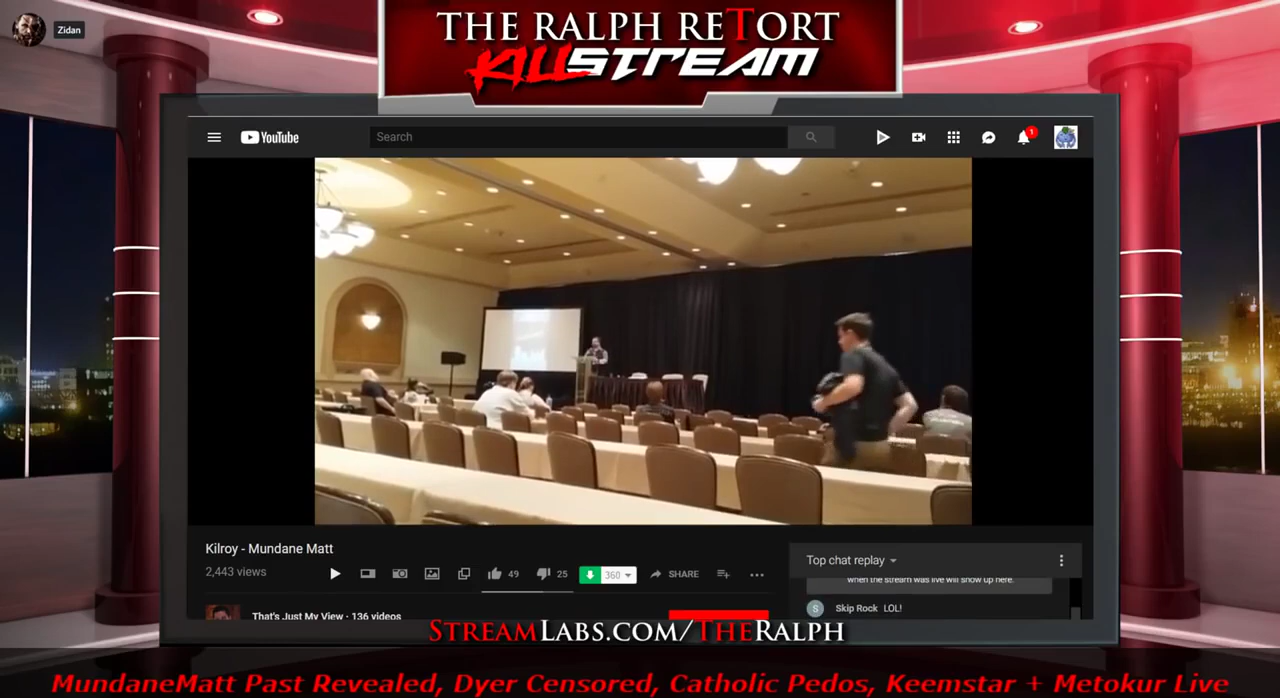 Zidan
THE RALPH RETORT
KILLSTREAM
YouTube
Search
1
Kilroy - Mundane Matt
2,443 views
49
25
360
SHARE
Top chat replay
when the stream was live will show up here.
S Skip Rock LOL!
That's Just My View · 136 videos
STREAMLABS.COM/THERALPH
MundaneMatt Past Revealed, Dyer Censored, Catholic Pedos, Keemstar + Metokur Live